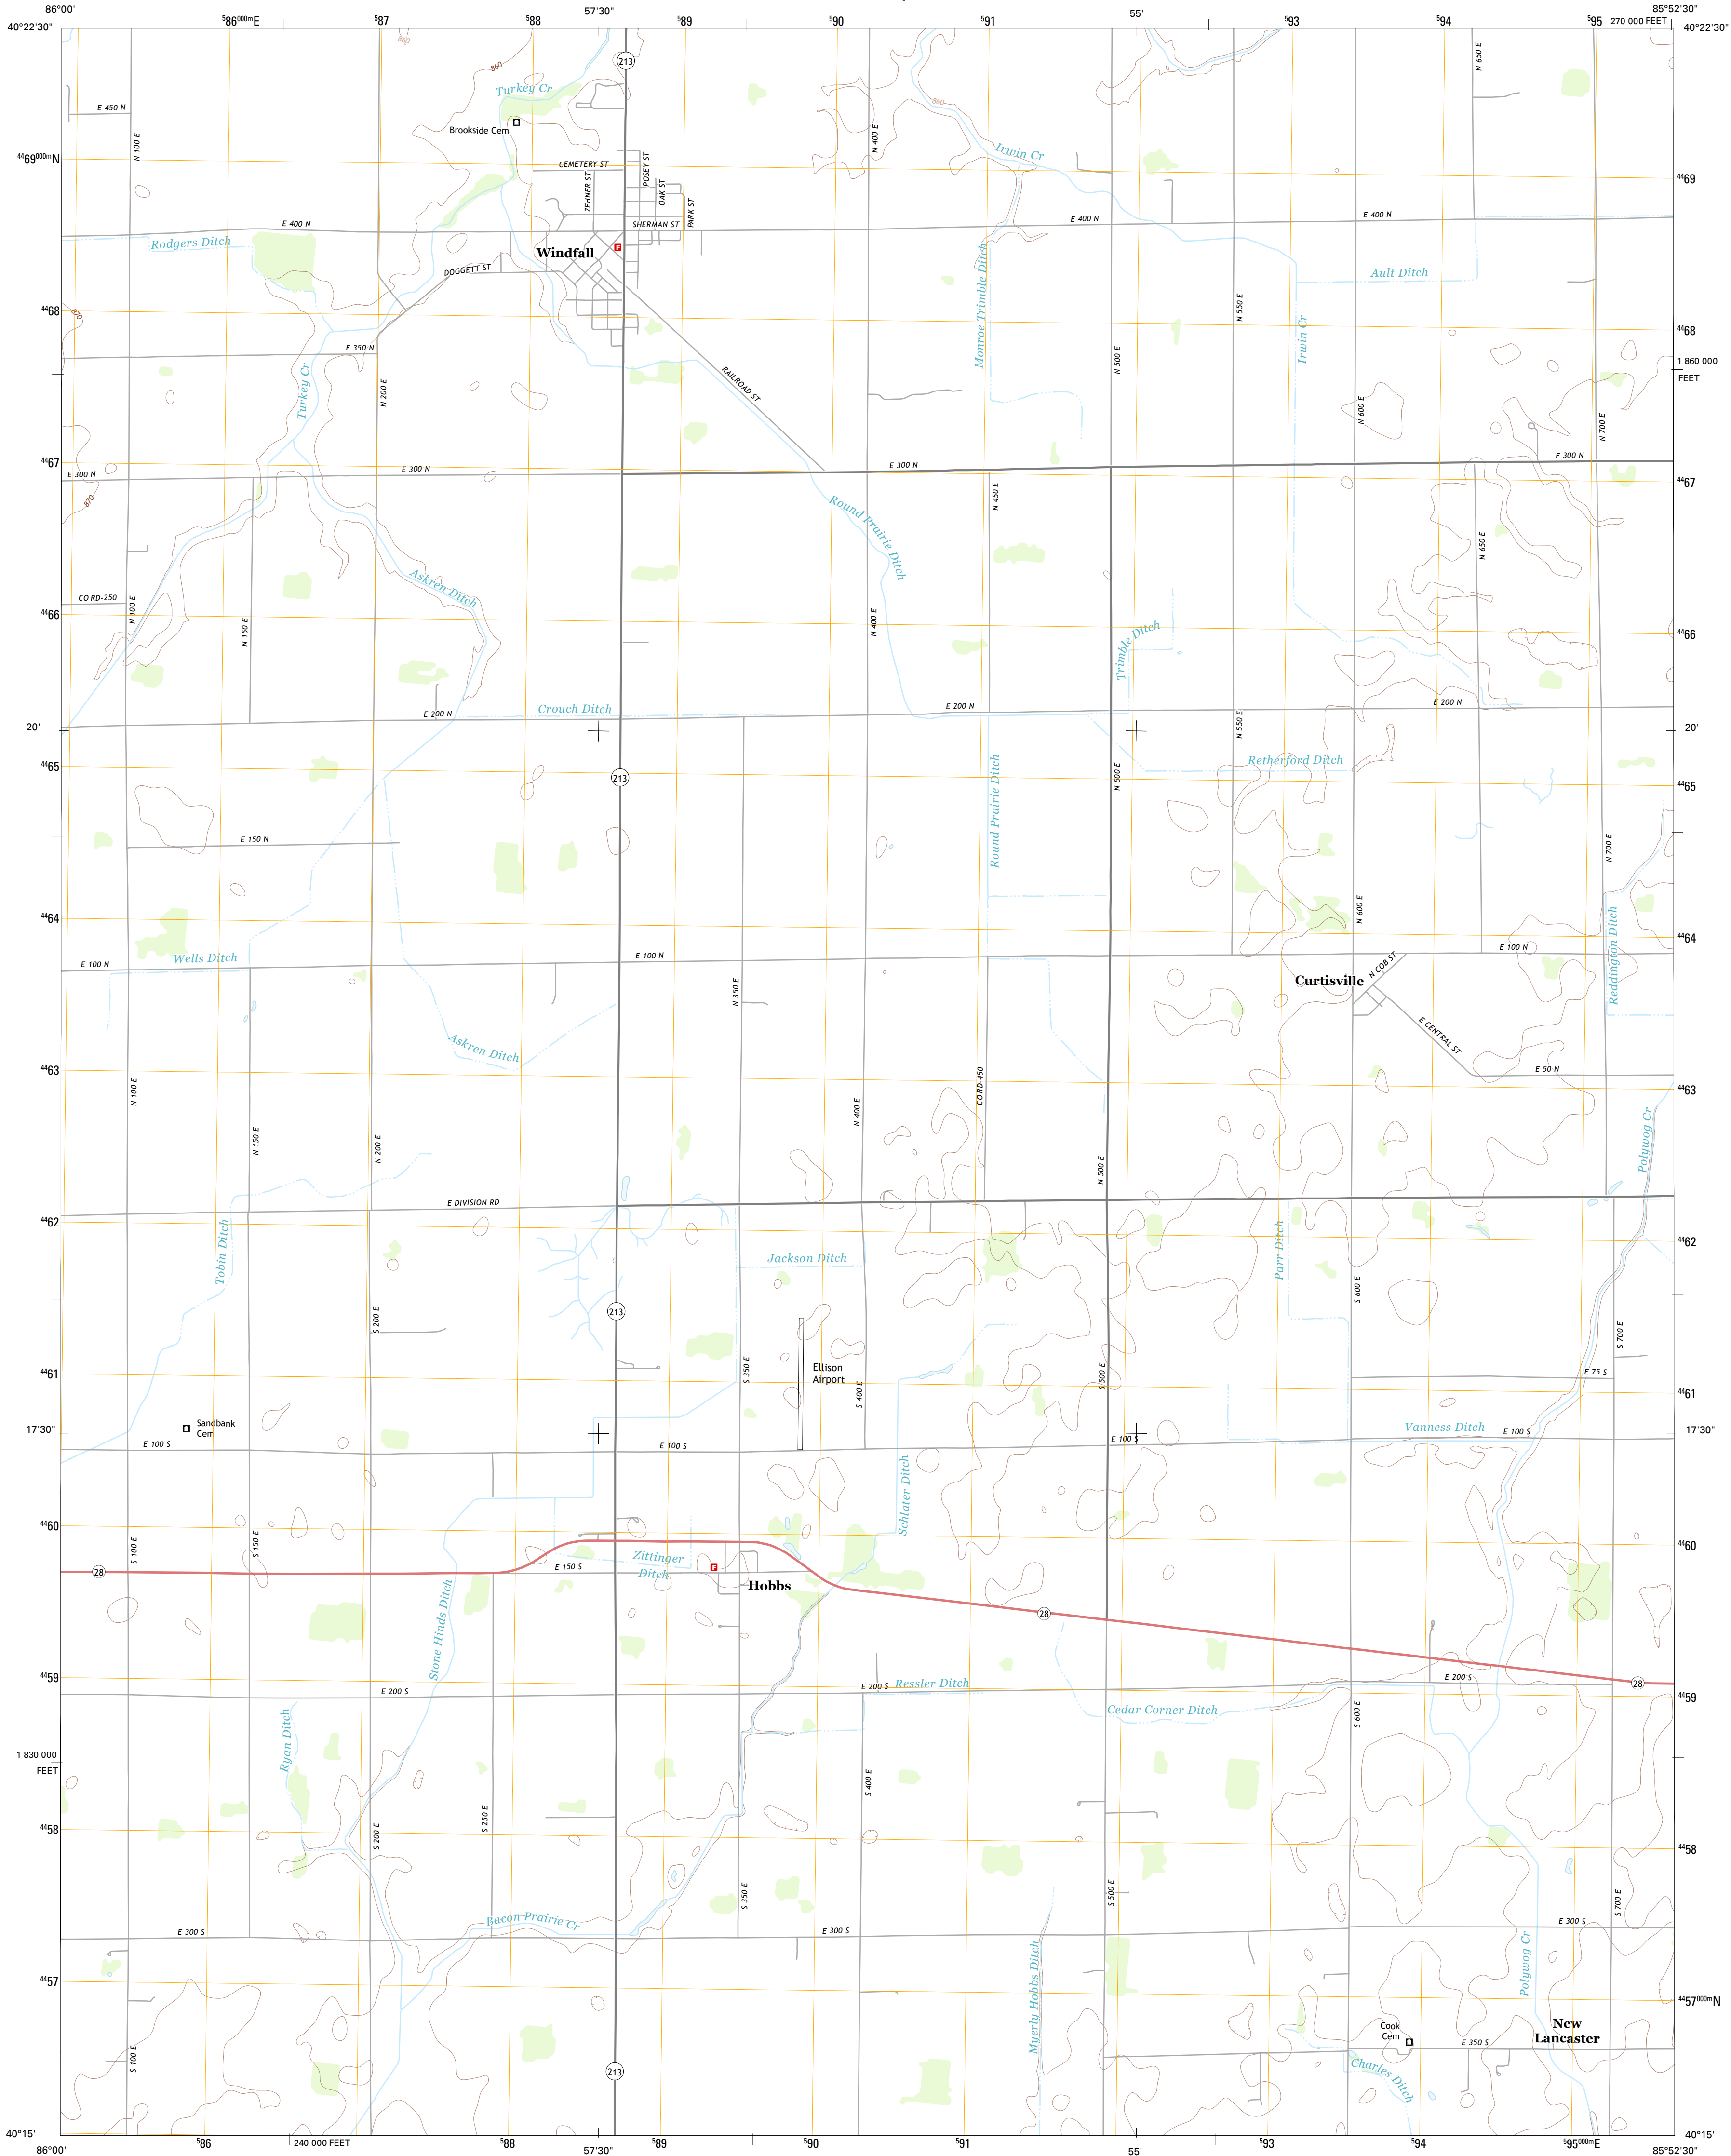 86°00'
⁵86⁰⁰⁰ᵐE
⁵87
⁵88
57'30"
⁵89
⁵90
⁵91
55'
⁵93
⁵94
⁵95
270 000 FEET
85°52'30"
40°22'30"
40°22'30"
860
860
213
Turkey Cr
860
N 650 E
E 450 N
Brookside Cem
N 100 E
N 400 E
Irwin Cr
⁴⁴69⁰⁰⁰ᵐN
CEMETERY ST
POSEY ST
ZEHNER ST
OAK ST
PARK ST
⁴⁴69
E 400 N
SHERMAN ST
E 400 N
E 400 N
Rodgers Ditch
F
Windfall
DOGGETT ST
Monroe Trimble Ditch
Ault Ditch
⁴⁴68
870
N 550 E
Irwin Cr
⁴⁴68
E 350 N
N 500 E
1 860 000
FEET
Turkey Cr
N 200 E
RAILROAD ST
N 600 E
N 700 E
⁴⁴67
E 300 N
E 300 N
E 300 N
E 300 N
⁴⁴67
870
N 450 E
Round Prairie Ditch
N 650 E
Askren Ditch
CO RD-250
N 100 E
⁴⁴66
N 150 E
N 400 E
Trimble Ditch
⁴⁴66
E 200 N
Crouch Ditch
E 200 N
E 200 N
20'
N 550 E
20'
⁴⁴65
213
N 500 E
Retherford Ditch
⁴⁴65
Round Prairie Ditch
E 150 N
N 700 E
⁴⁴64
N 600 E
Reddington Ditch
⁴⁴64
Wells Ditch
E 100 N
E 100 N
E 100 N
N 350 E
N COB ST
Curtisville
Askren Ditch
E CENTRAL ST
⁴⁴63
N 100 E
CO RD-450
E 50 N
⁴⁴63
N 150 E
N 200 E
N 400 E
N 500 E
Polywog Cr
E DIVISION RD
⁴⁴62
Tobin Ditch
Jackson Ditch
Parr Ditch
⁴⁴62
213
S 200 E
S 600 E
S 700 E
⁴⁴61
S 350 E
Ellison
Airport
S 400 E
S 500 E
E 75 S
⁴⁴61
17'30"
Sandbank
Cem
Vanness Ditch
17'30"
E 100 S
E 100 S
E 100 S
E 100 S
Schlater Ditch
⁴⁴60
S 100 E
S 150 E
⁴⁴60
28
Zittinger
Ditch
E 150 S
F
Hobbs
28
Stone Hinds Ditch
⁴⁴59
E 200 S
E 200 S
Ressler Ditch
E 200 S
28
⁴⁴59
Cedar Corner Ditch
S 600 E
Ryan Ditch
1 830 000
FEET
S 400 E
⁴⁴58
S 200 E
S 250 E
⁴⁴58
S 350 E
S 500 E
S 700 E
Bacon Prairie Cr
E 300 S
E 300 S
E 300 S
Polywog Cr
⁴⁴57
Myerly Hobbs Ditch
⁴⁴57⁰⁰⁰ᵐN
Cook
Cem
New
Lancaster
E 350 S
S 100 E
213
Charles Ditch
40°15'
40°15'
86°00'
⁵86
240 000 FEET
⁵88
57'30"
⁵89
⁵90
⁵91
55'
⁵93
⁵94
⁵95⁰⁰⁰ᵐE
85°52'30"